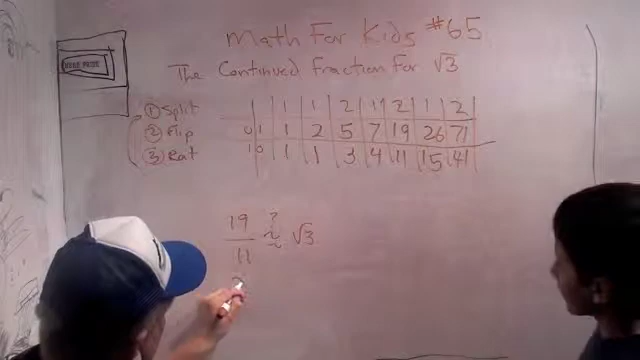 Math For Kids #65
The Continued Fraction for √3
① Split 1 1 2 1 2 1 2
② Flip 0 1 1 2 5 7 19 26 71
③ Rat 1 0 1 1 3 4 11 15 41
19 ? ≈ √3
11